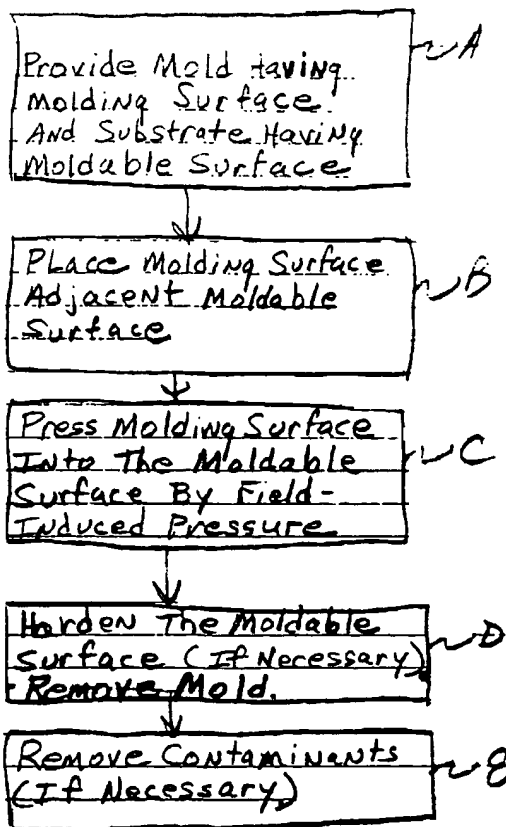 A
Provide Mold Having
Molding Surface
And Substrate Having
Moldable Surface
Place Molding Surface
Adjacent Moldable
Surface
B
Press Molding Surface
Into The Moldable
Surface By Field-
Induced Pressure
C
Harden The Moldable
Surface (If Necessary).
Remove Mold.
D
Remove Contaminants
(If Necessary)
E